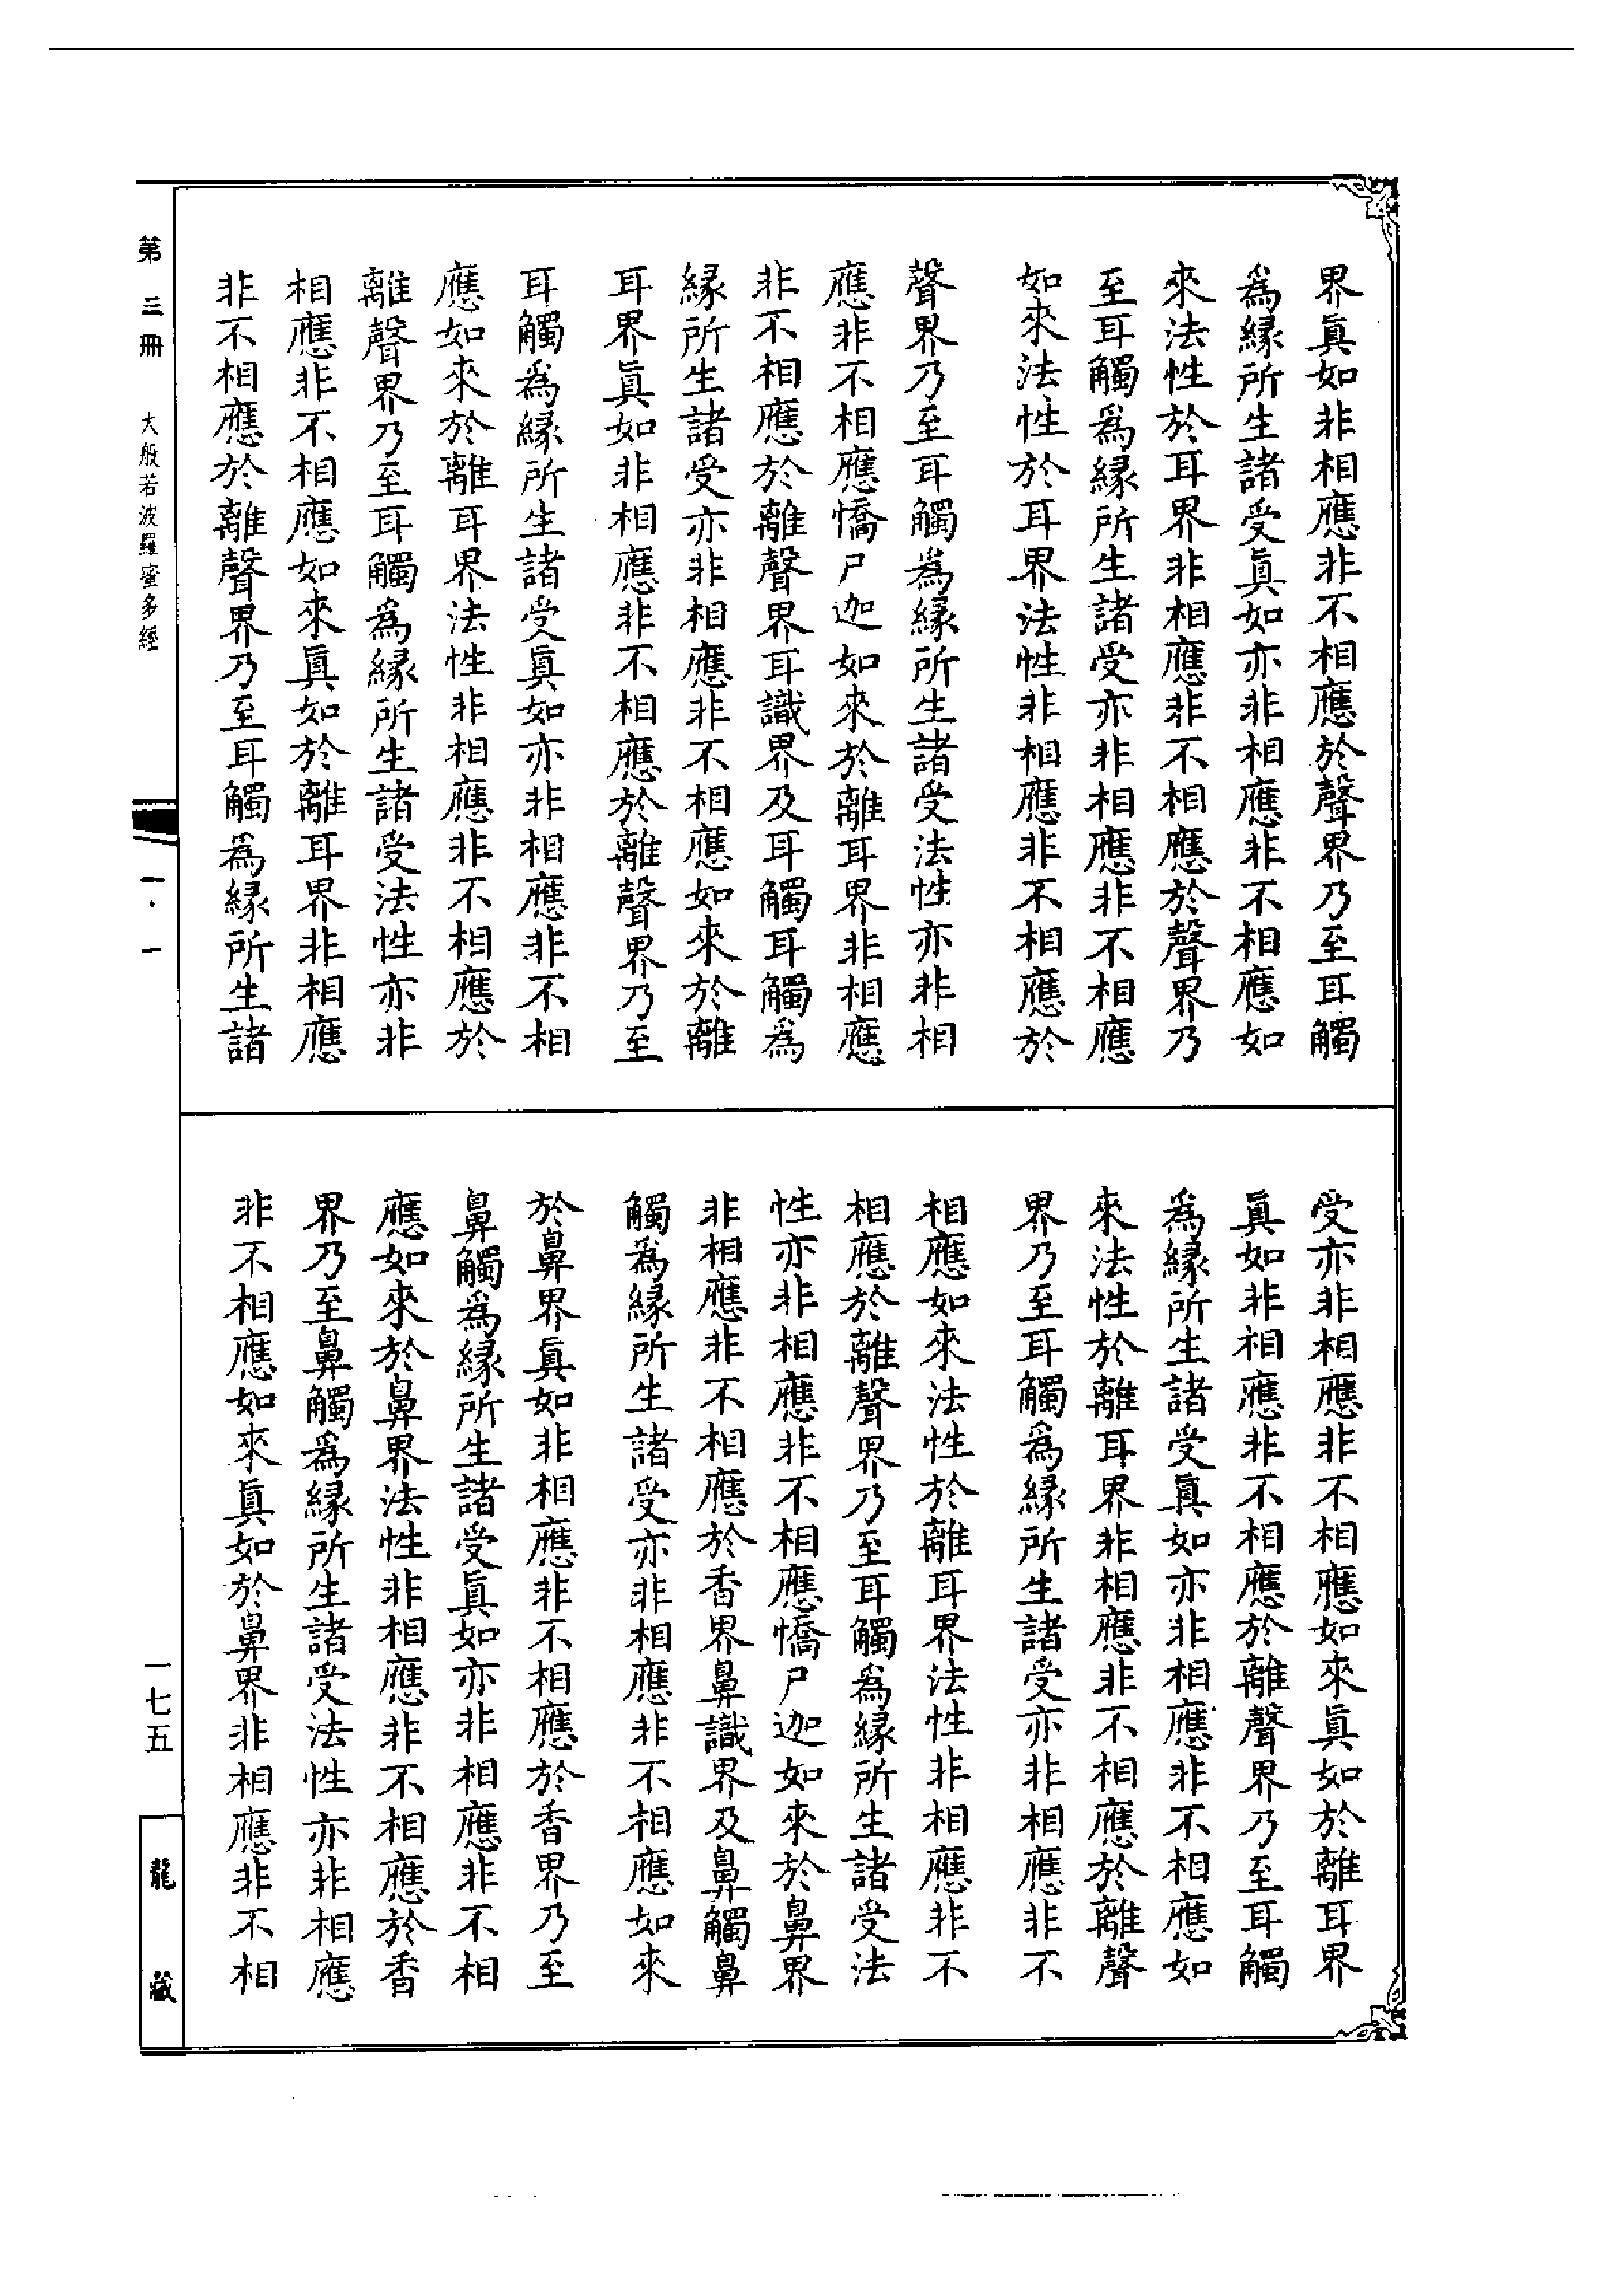 界眞如非相應非不相應於聲界乃至耳觸
爲緣所生諸受眞如亦非相應非不相應如
來法性於耳界非相應非不相應於聲界乃
至耳觸爲緣所生諸受亦非相應非不相應
如來法性於耳界法性非相應非不相應於
聲界乃至耳觸爲緣所生諸受法性亦非相
應非不相應憍尸迦如來於離耳界非相應
非不相應於離聲界耳識界及耳觸耳觸爲
緣所生諸受亦非相應非不相應如來於離
耳界眞如非相應非不相應於離聲界乃至
耳觸爲緣所生諸受眞如亦非相應非不相
應如來於離耳界法性非相應非不相應於
離聲界乃至耳觸爲緣所生諸受法性亦非
相應非不相應如來眞如於離耳界非相應
非不相應於離聲界乃至耳觸爲緣所生諸
受亦非相應非不相應如來眞如於離耳界
眞如非相應非不相應於離聲界乃至耳觸
爲緣所生諸受眞如亦非相應非不相應如
來法性於離耳界非相應非不相應於離聲
界乃至耳觸爲緣所生諸受亦非相應非不
相應如來法性於離耳界法性非相應非不
相應於離聲界乃至耳觸爲緣所生諸受法
性亦非相應非不相應憍尸迦如來於鼻界
非相應非不相應於香界鼻識界及鼻觸鼻
觸爲緣所生諸受亦非相應非不相應如來
於鼻界眞如非相應非不相應於香界乃至
鼻觸爲緣所生諸受眞如亦非相應非不相
應如來於鼻界法性非相應非不相應於香
界乃至鼻觸爲緣所生諸受法性亦非相應
非不相應如來眞如於鼻界非相應非不相
第三冊 大般若波羅蜜多經
一・一
一七五
龍藏